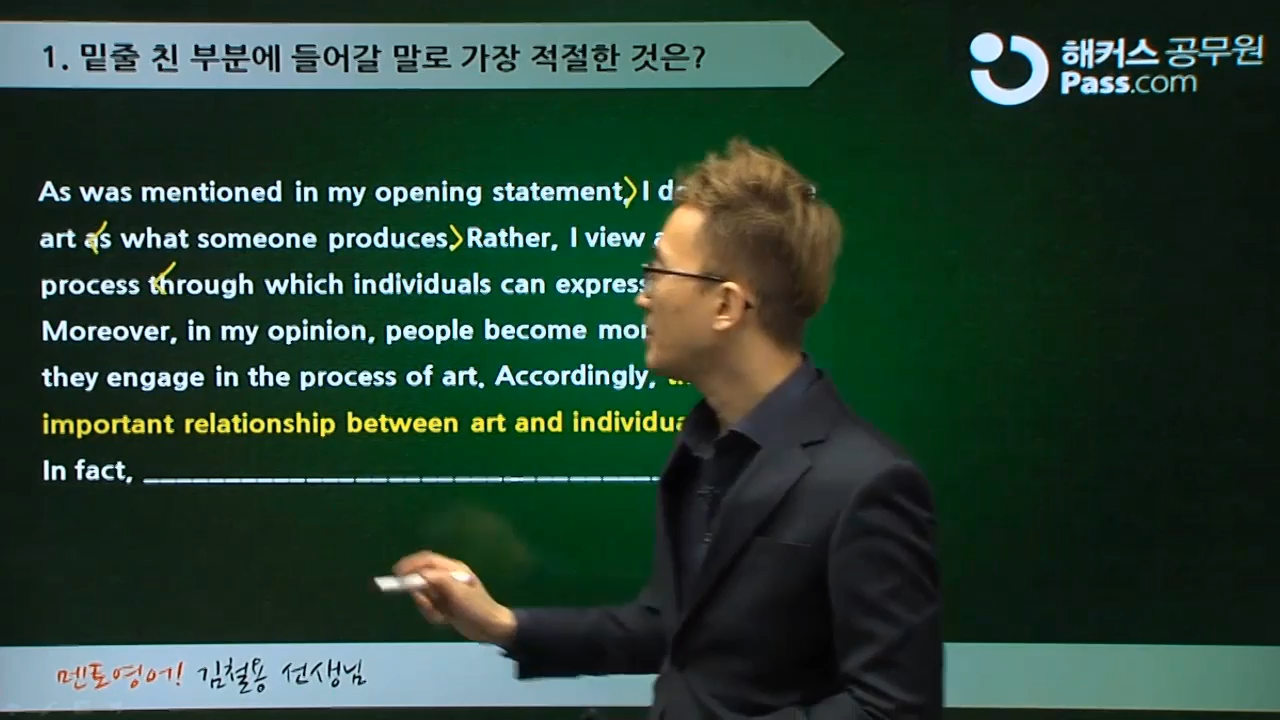 1. 밑줄 친 부분에 들어갈 말로 가장 적절한 것은?
해커스 공무원
Pass.com
As was mentioned in my opening statement, I
art as what someone produces. Rather, I view
process through which individuals can express
Moreover, in my opinion, people become
they engage in the process of art. Accordingly,
important relationship between art and
In fact,
멘토영어! 김철용 선생님